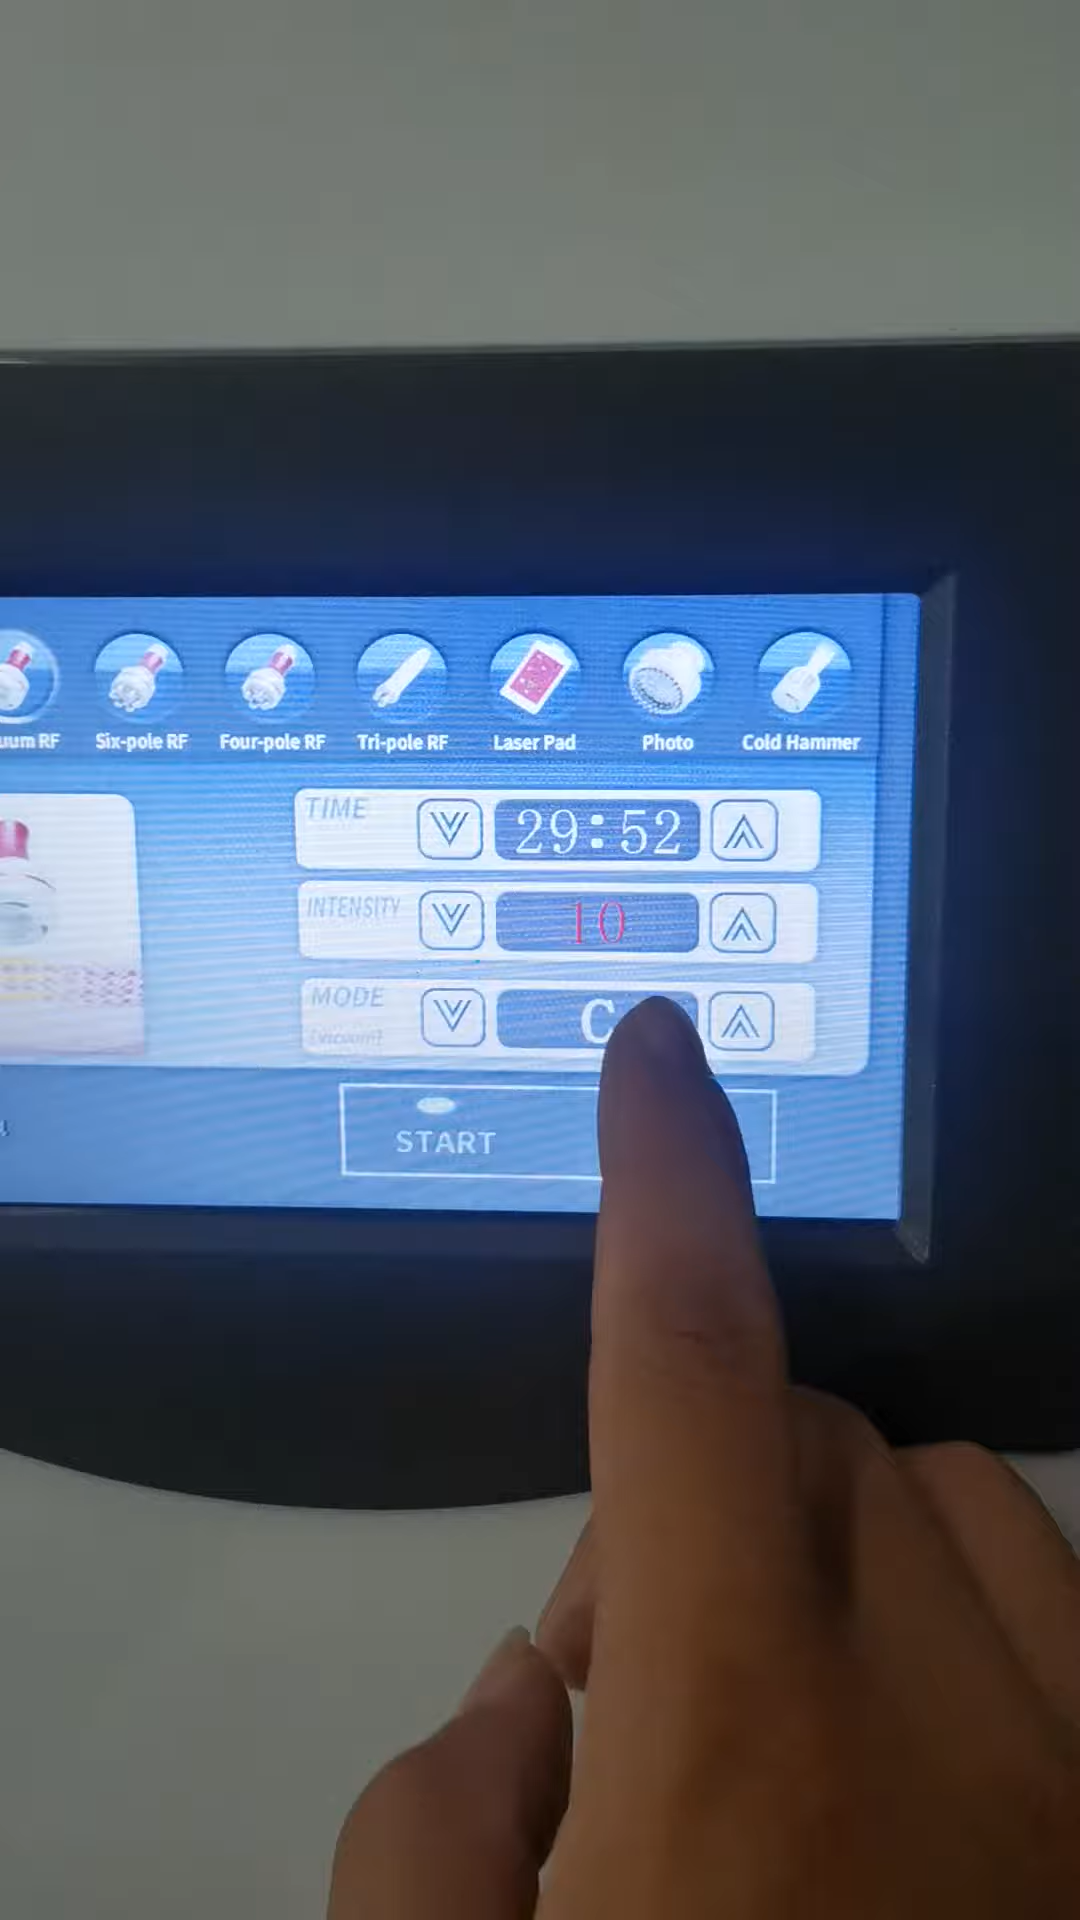 uum RF
Six-pole RF
Four-pole RF
Tri-pole RF
Laser Pad
Photo
Cold Hammer
TIME
29:52
INTENSITY
10
MODE
C
(Vacuum)
START